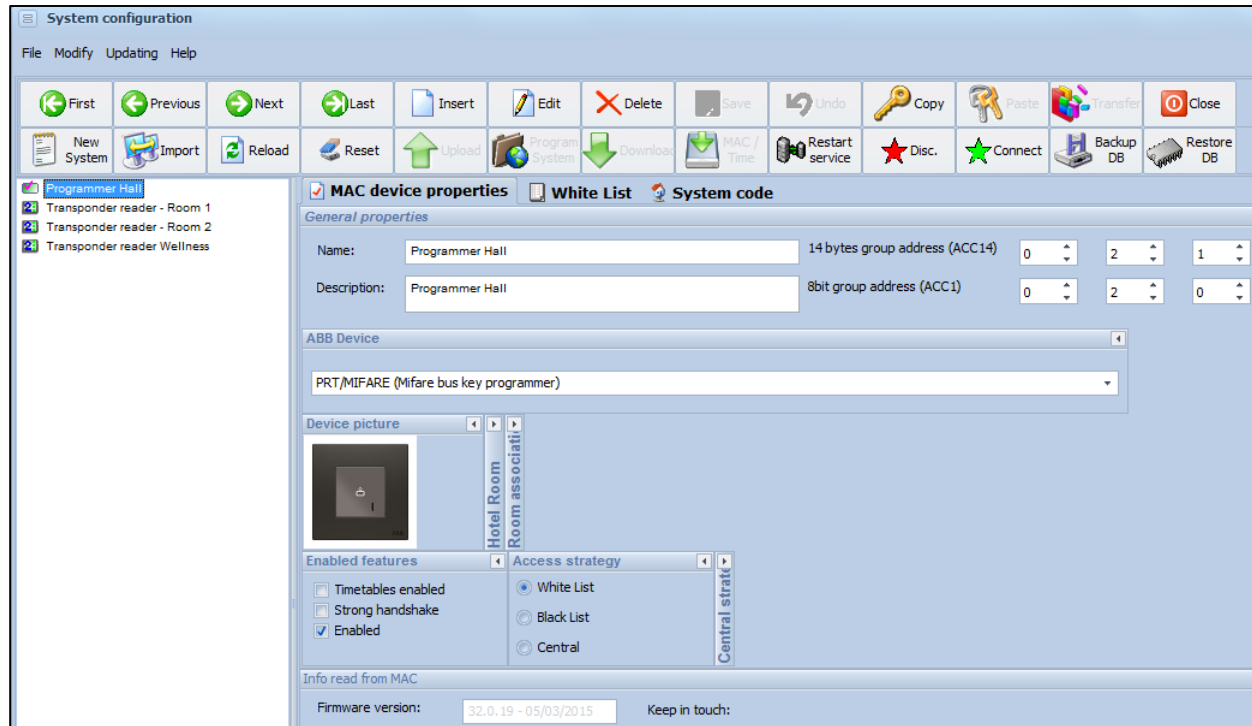 System configuration
File Modify Updating Help
First Previous Next Last Insert Edit Delete Save Undo Copy Paste Transfer Close
New System Import Reload Reset Upload Program System Download MAC / Time Restart service Disc. Connect Backup DB Restore DB
Programmer Hall
Transponder reader - Room 1
Transponder reader - Room 2
Transponder reader Wellness
MAC device properties White List System code
General properties
Name: Programmer Hall 14 bytes group address (ACC14) 0 2 1
Description: Programmer Hall 8bit group address (ACC1) 0 2 0
ABB Device
PRT/MIFARE (Mifare bus key programmer)
Device picture
Hotel Room
Room associati
Enabled features
Timetables enabled
Strong handshake
Enabled
Access strategy
White List
Black List
Central
Central strate
Info read from MAC
Firmware version: 32.0.19 - 05/03/2015 Keep in touch: